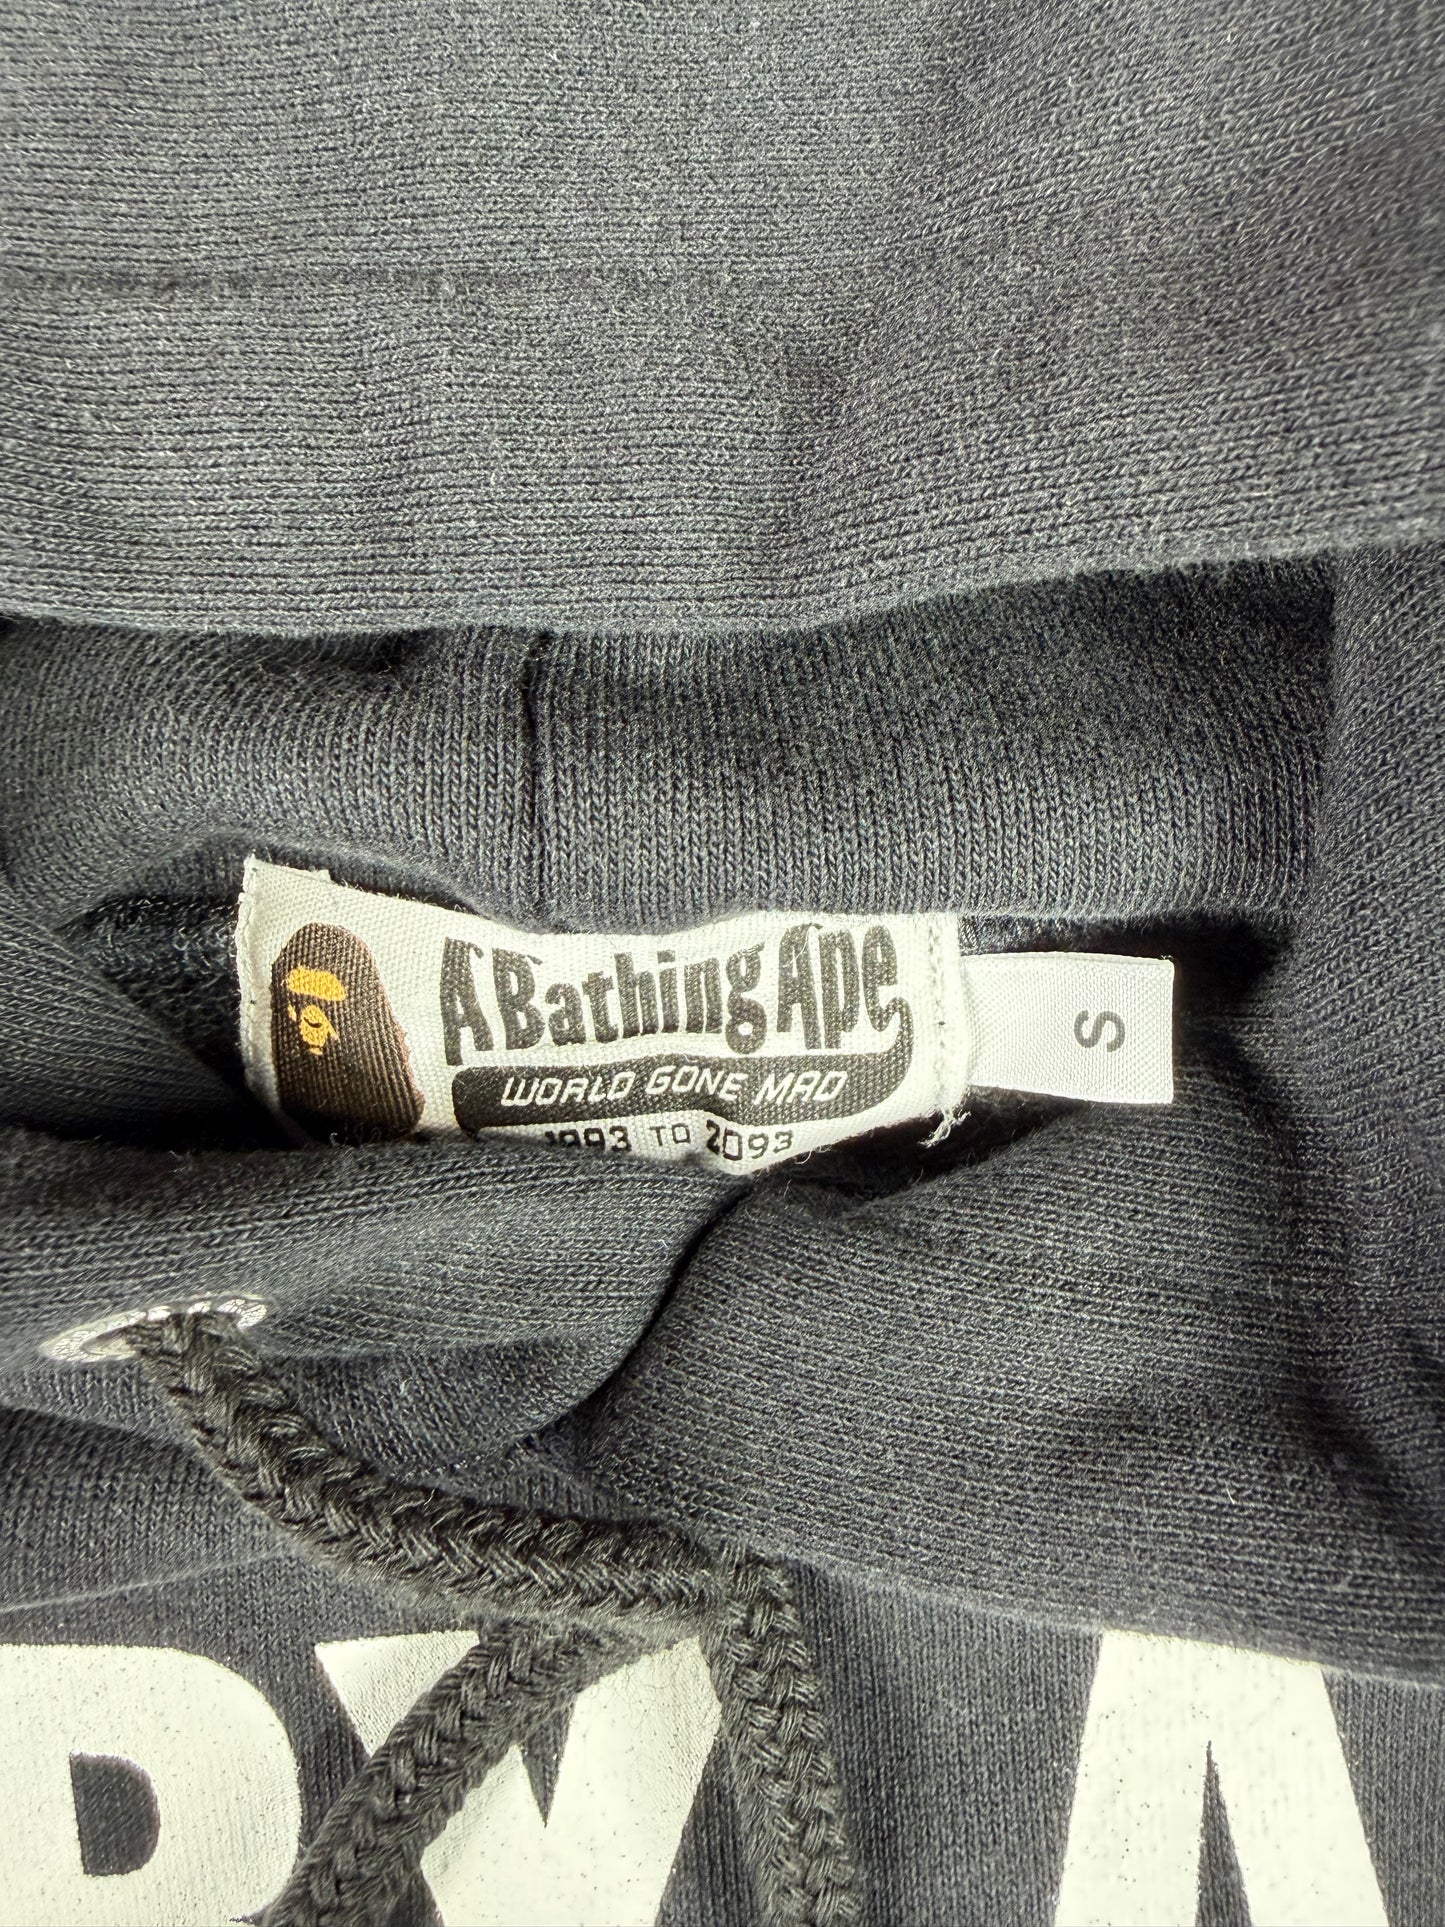 A Bathing Ape
WORLD GONE MAD
1993 TO 2093
S